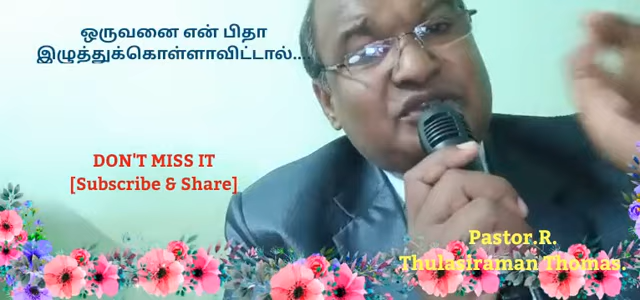 ஒருவனை என் பிதா
இழுத்துக்கொள்ளாவிட்டால்....
DON'T MISS IT
[Subscribe & Share]
Pastor.R.
Thulasiraman Thomas.